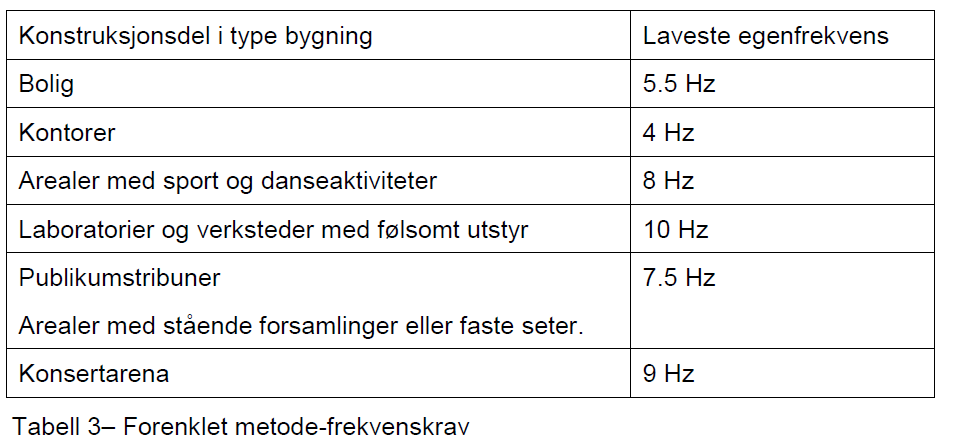 Konstruksjonsdel i type bygning Laveste egenfrekvens
Bolig 5.5 Hz
Kontorer 4 Hz
Arealer med sport og danseaktiviteter 8 Hz
Laboratorier og verksteder med følsomt utstyr 10 Hz
Publikumstribuner 7.5 Hz
Arealer med stående forsamlinger eller faste seter.
Konsertarena 9 Hz
Tabell 3– Forenklet metode-frekvenskrav